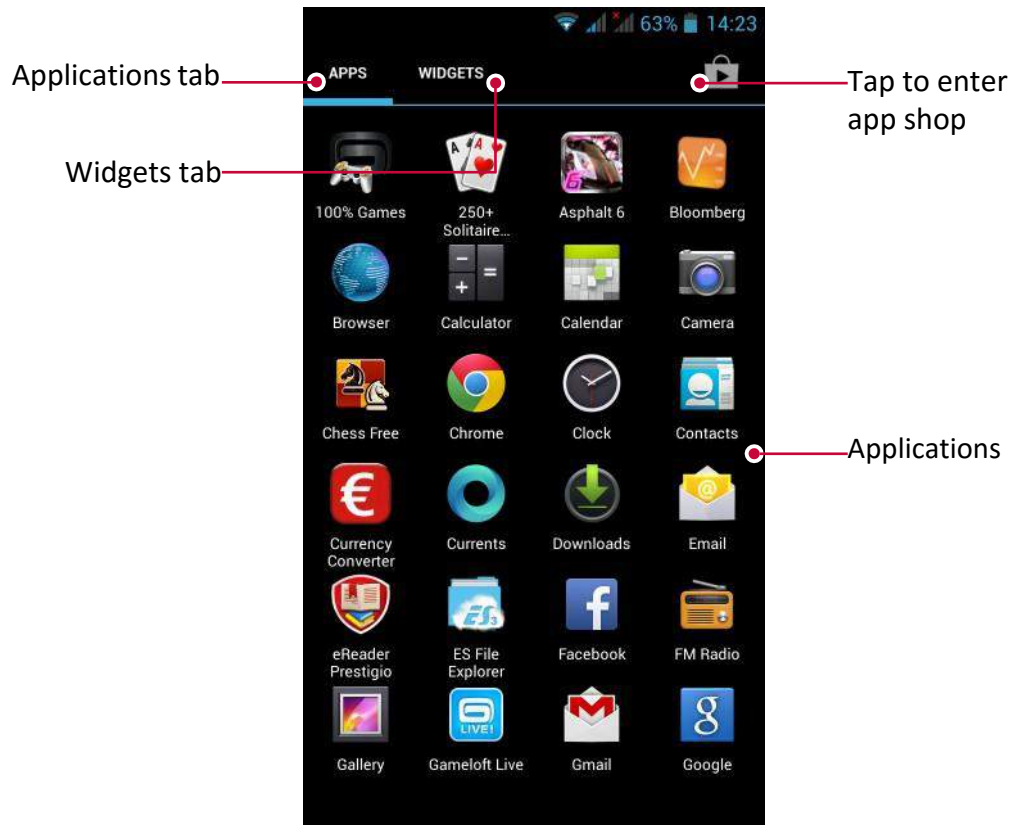 63% 14:23
Applications tab
APPS WIDGETS
Tap to enter
app shop
Widgets tab
100% Games 250+ Asphalt 6 Bloomberg
Solitaire...
Browser Calculator Calendar Camera
Chess Free Chrome Clock Contacts
Applications
€
@
Currency Currents Downloads Email
Converter
ES3
f
eReader ES File Facebook FM Radio
Prestigio Explorer
G
LIVE!
M
g
Gallery Gameloft Live Gmail Google